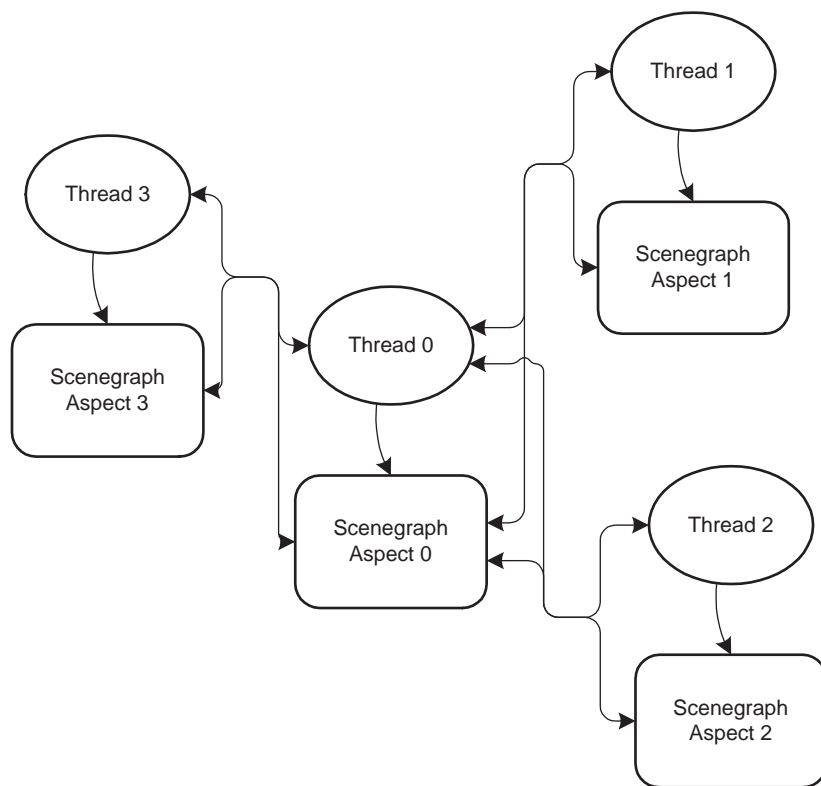 Thread 1
Thread 3
Scenegraph
Aspect 1
Thread 0
Scenegraph
Aspect 3
Scenegraph
Aspect 0
Thread 2
Scenegraph
Aspect 2